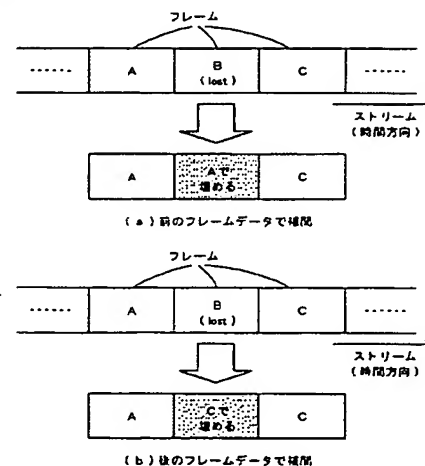 フレーム
...... A B C ......
(lost)
ストリーム
(時間方向)
A Aで C
埋める
(a)前のフレームデータで補間
フレーム
...... A B C ......
(lost)
ストリーム
(時間方向)
A Cで C
埋める
(b)後のフレームデータで補間